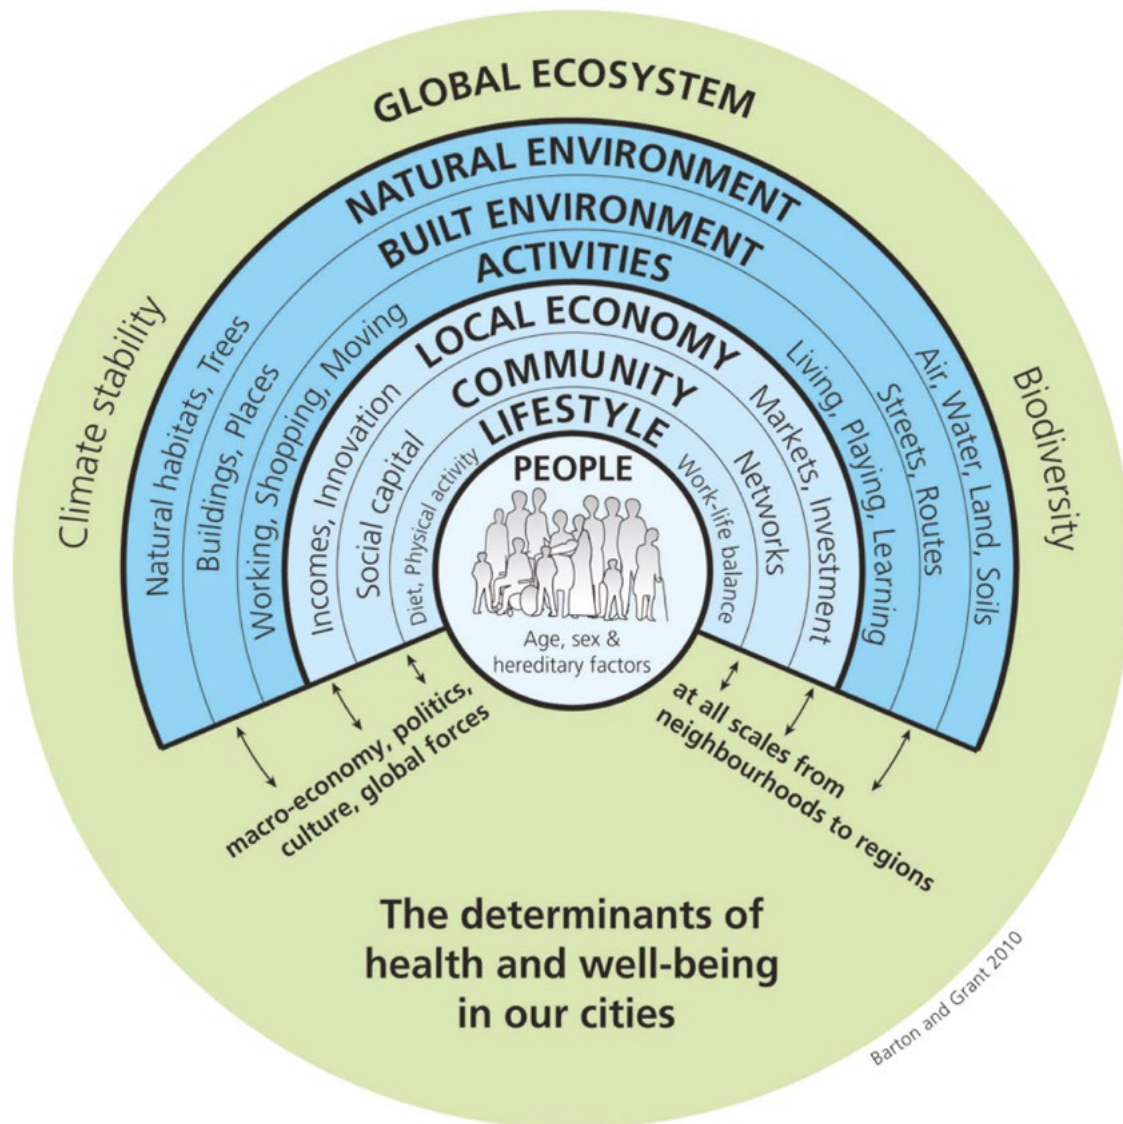 GLOBAL ECOSYSTEM
NATURAL ENVIRONMENT
BUILT ENVIRONMENT
ACTIVITIES
LOCAL ECONOMY
COMMUNITY
LIFESTYLE
PEOPLE
Age, sex &
hereditary factors
Climate stability
Natural habitats, Trees
Buildings, Places
Working, Shopping, Moving
Incomes, Innovation
Social capital
Diet, Physical activity
Work-life balance
Networks
Markets, Investment
Living, Playing, Learning
Streets, Routes
Air, Water, Land, Soils
Biodiversity
macro-economy, politics,
culture, global forces
at all scales from
neighbourhoods to regions
The determinants of
health and well-being
in our cities
Barton and Grant 2010